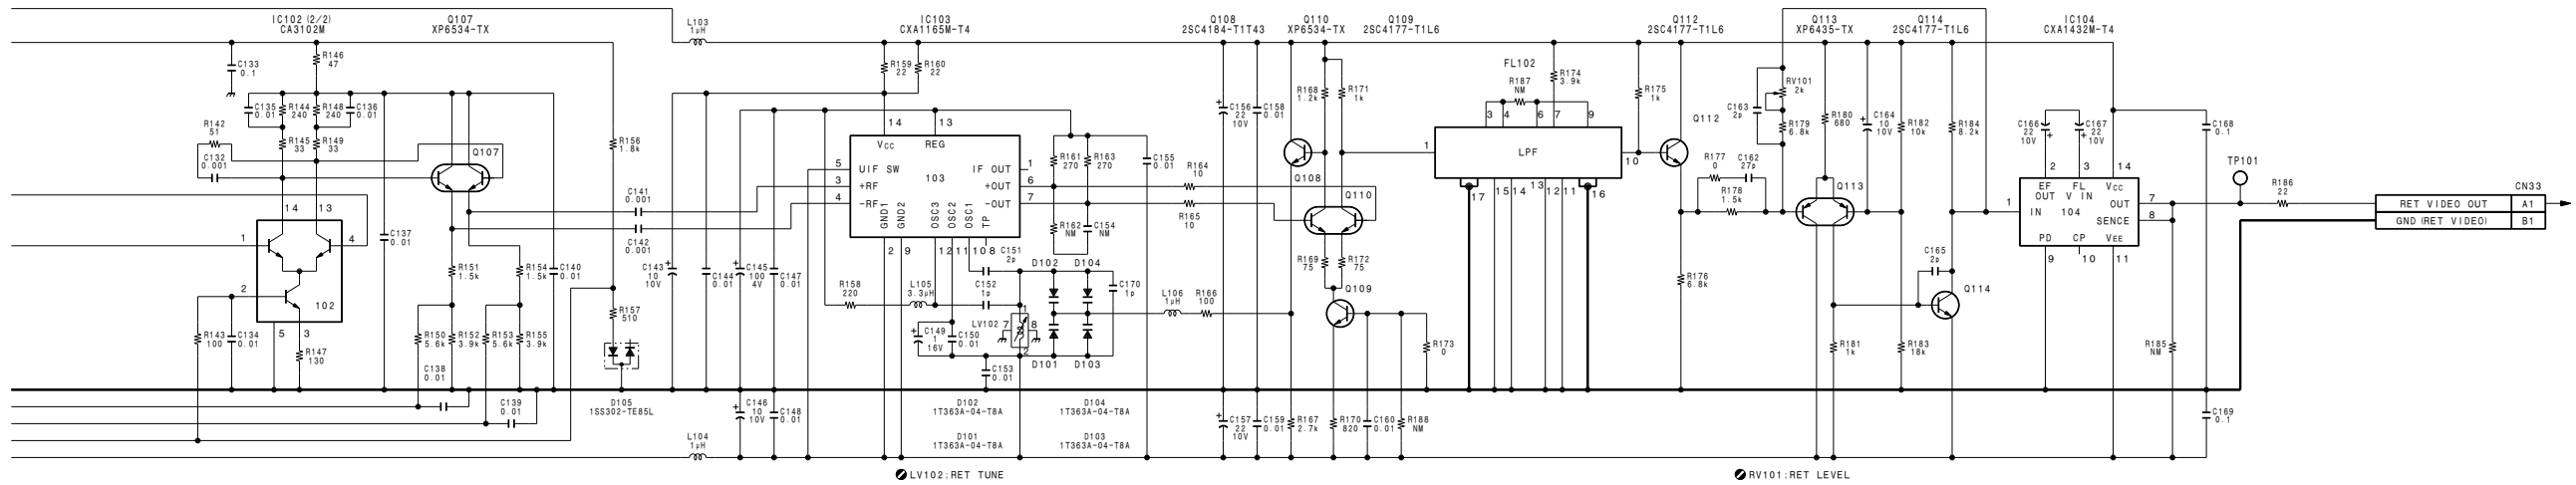 IC102 (2/2)
CA3102M
Q107
XP6534-TX
L103
1μH
IC103
CXA1165M-T4
Q108
2SC4184-T1T43
Q110
XP6534-TX
Q109
2SC4177-T1L6
Q112
2SC4177-T1L6
Q113
XP6435-TX
Q114
2SC4177-T1L6
IC104
CXA1432M-T4
C133
0.1
R146
47
R159
22
R160
22
FL102
R187
NM
R174
3.9k
RV101
2k
C135
0.01
R144
240
R148
240
C136
0.01
C156
22
10V
C158
0.01
R168
1.2k
R171
1k
R175
1k
C163
2p
R179
6.8k
R180
680
C164
10
10V
R182
10k
R184
8.2k
C166
22
10V
C167
22
10V
C168
0.1
R142
51
R145
33
R149
33
C132
0.001
Q107
R156
1.8k
14
13
VCC
REG
5
UIF SW
IF OUT
1
3
+RF
103
+OUT
6
4
-RF
-OUT
7
GND1
GND2
OSC3
OSC2
OSC1
TP
2
9
12
12
11
10
8
R161
270
R163
270
C155
0.01
R164
10
R165
10
R162
NM
C154
NM
Q108
Q110
3
4
6
7
9
1
LPF
10
17
15
14
13
12
11
16
Q112
R177
0
C162
27p
R178
1.5k
Q113
2
3
14
EF
OUT
FL
V IN
VCC
1
IN
104
OUT
7
SENCE
8
PD
CP
VEE
9
10
11
TP101
R186
22
CN33
RET VIDEO OUT
A1
GND (RET VIDEO)
B1
C141
0.001
C142
0.001
14
13
1
4
2
102
5
3
C137
0.01
R151
1.5k
R154
1.5k
C140
0.01
C143
10
10V
C144
0.01
C145
100
4V
C147
0.01
C151
2p
D102
D104
C170
1p
R158
220
L105
3.3μH
C152
1p
L106
1μH
R166
100
R169
75
R172
75
Q109
R176
6.8k
C165
2p
Q114
R143
100
C134
0.01
R147
130
R150
5.6k
R152
3.9k
R153
5.6k
R155
3.9k
R157
510
C149
1
16V
C150
0.01
LV102
1
7
8
2
D101
D103
R173
0
R181
1k
R183
18k
R185
NM
C138
0.01
C153
0.01
C139
0.01
D105
1SS302-TE85L
C146
10
10V
C148
0.01
D102
1T363A-04-T8A
D104
1T363A-04-T8A
C157
22
10V
C159
0.01
R167
2.7k
R170
820
C160
0.01
R188
NM
C169
0.1
L104
1μH
D101
1T363A-04-T8A
D103
1T363A-04-T8A
LV102:RET TUNE
RV101:RET LEVEL